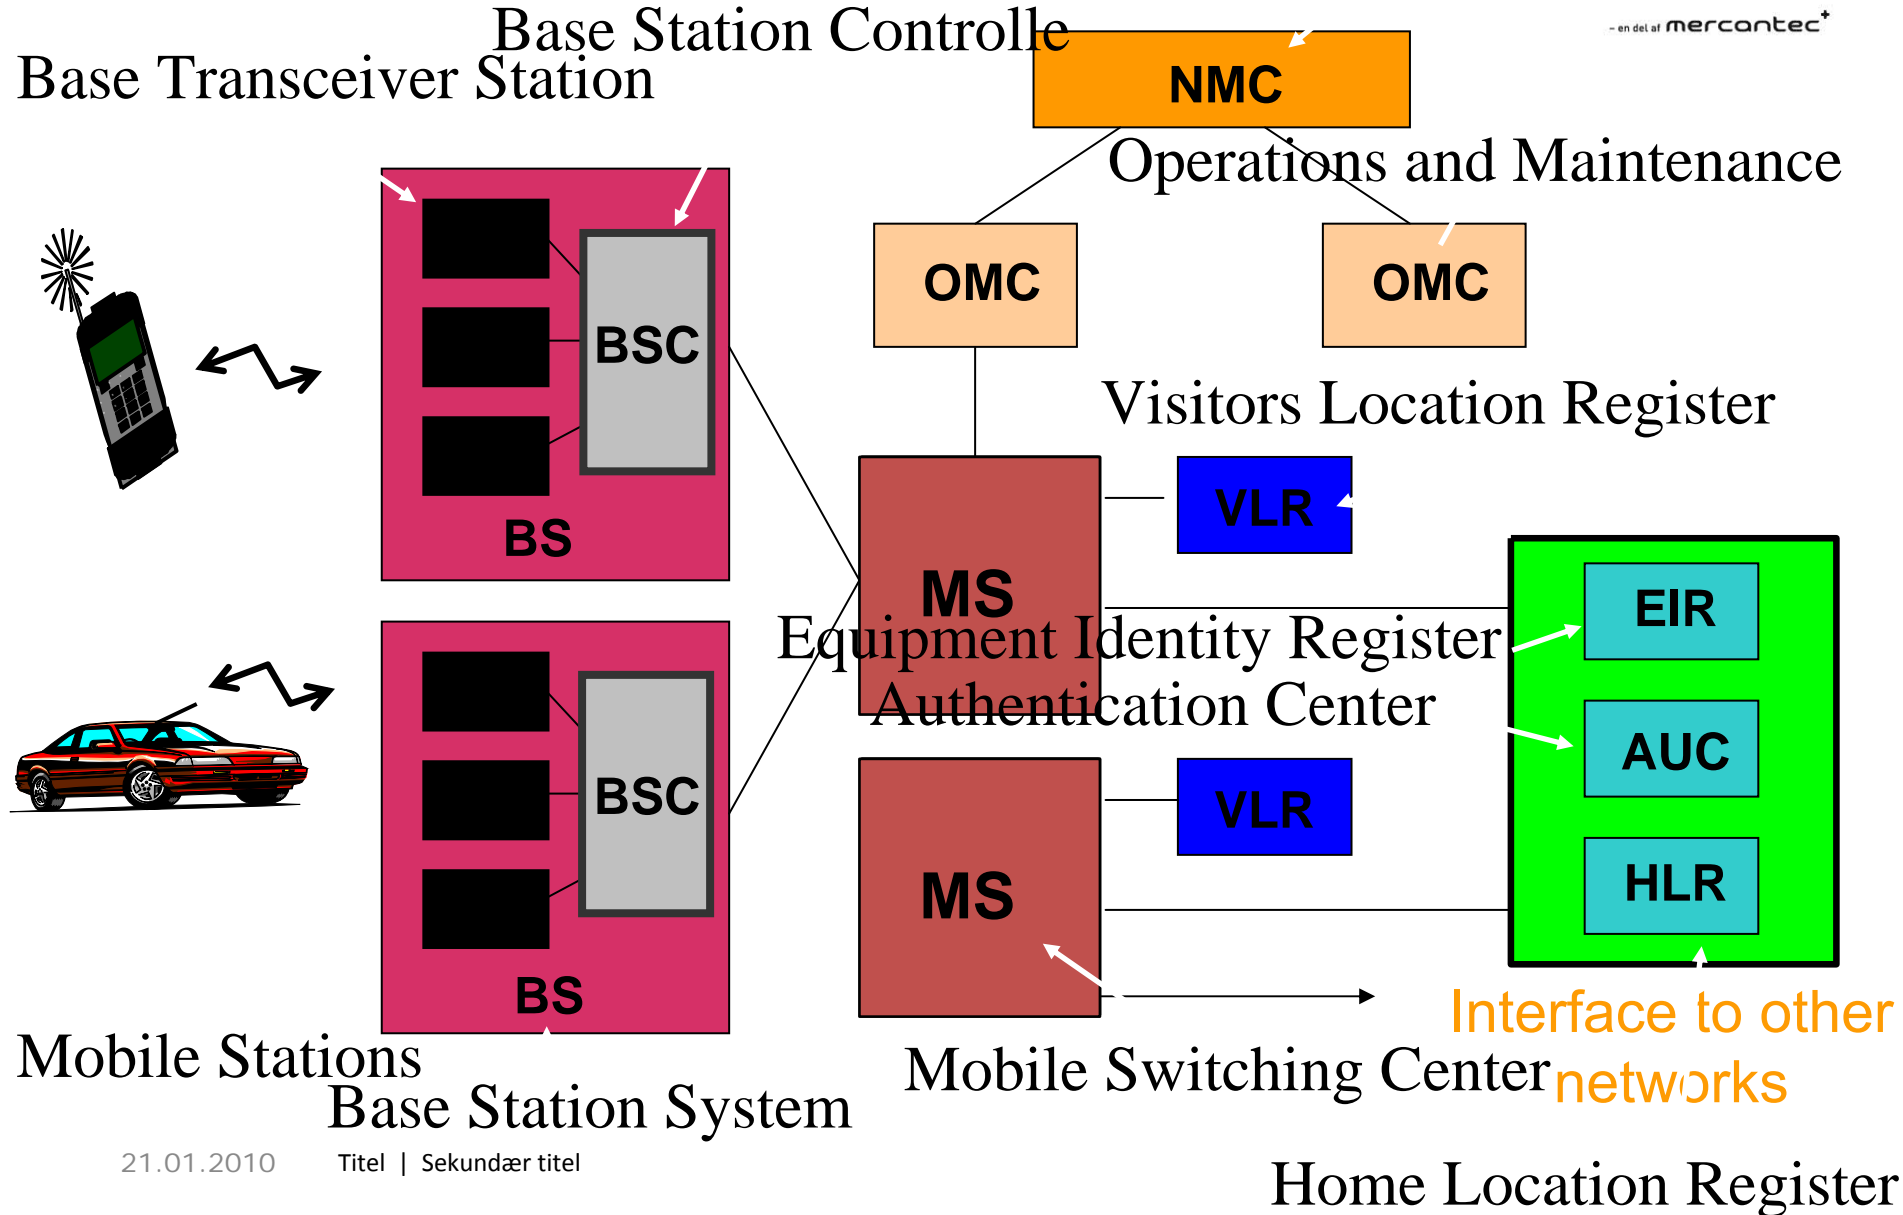 Base Station Controlle
– en del af mercantec+
Base Transceiver Station
NMC
Operations and Maintenance
OMC
OMC
BSC
Visitors Location Register
VLR
BS
MS
EIR
Equipment Identity Register
Authentication Center
AUC
BSC
VLR
MS
HLR
BS
Interface to other
networks
Mobile Stations
Mobile Switching Center
Base Station System
21.01.2010
Titel | Sekundær titel
Home Location Register